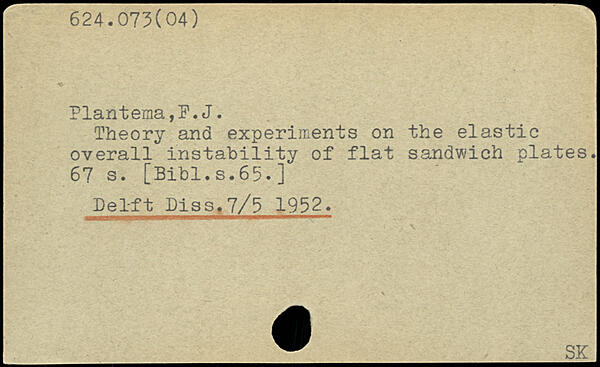 624.073(04)
Plantema,F.J.
Theory and experiments on the elastic
overall instability of flat sandwich plates.
67 s. [Bibl.s.65.]
Delft Diss.7/5 1952.
SK